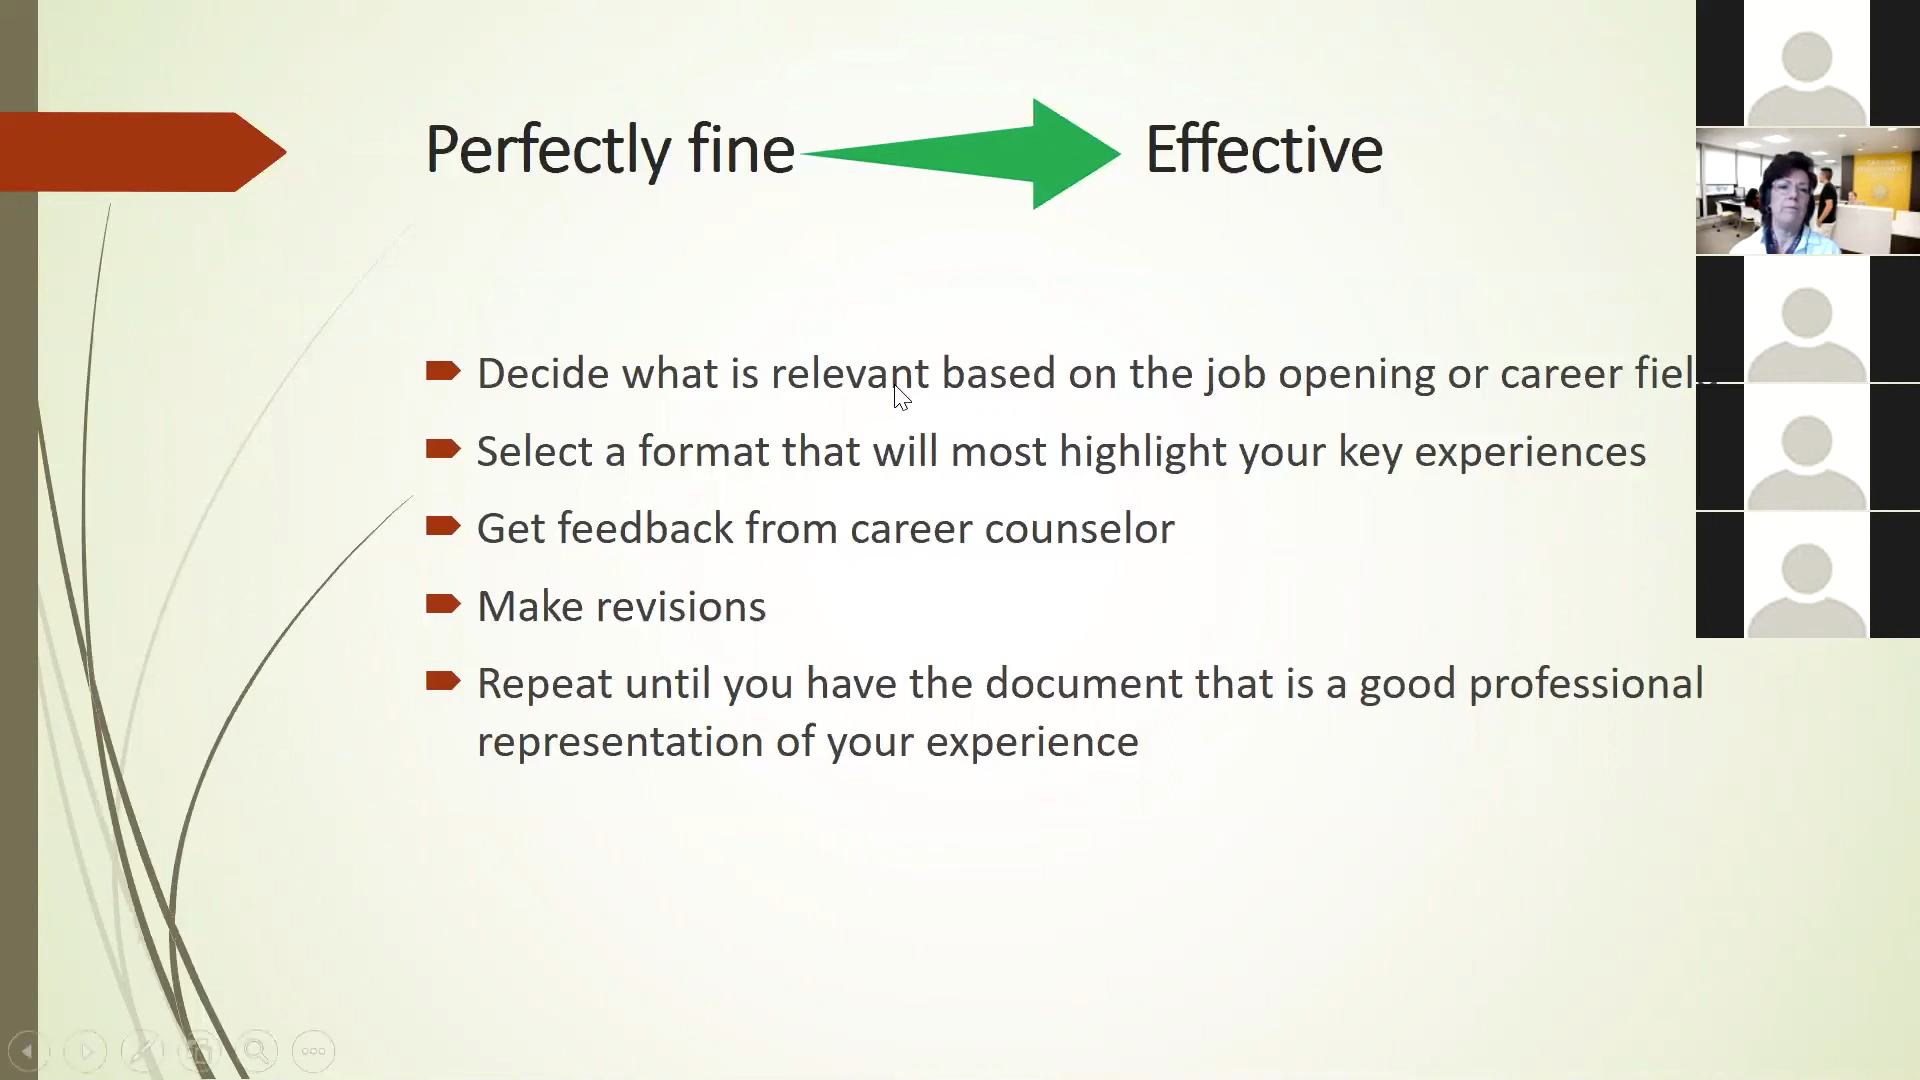 Perfectly fine Effective
Decide what is relevant based on the job opening or career field
Select a format that will most highlight your key experiences
Get feedback from career counselor
Make revisions
Repeat until you have the document that is a good professional
representation of your experience